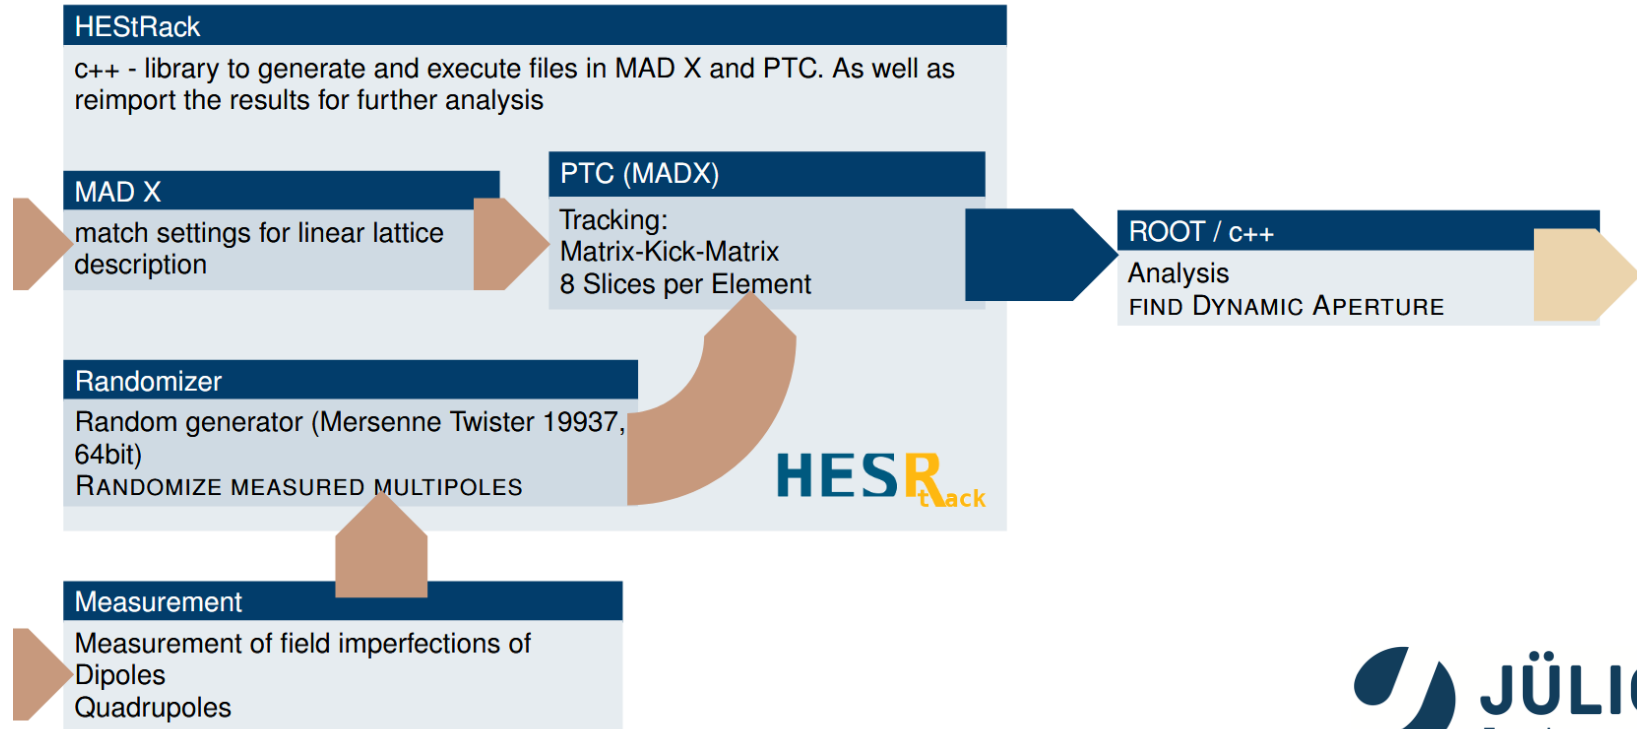 HEStRack
c++ - library to generate and execute files in MAD X and PTC. As well as
reimport the results for further analysis
MAD X
match settings for linear lattice
description
PTC (MADX)
Tracking:
Matrix-Kick-Matrix
8 Slices per Element
ROOT / c++
Analysis
FIND DYNAMIC APERTURE
Randomizer
Random generator (Mersenne Twister 19937,
64bit)
RANDOMIZE MEASURED MULTIPOLES
HESR
track
Measurement
Measurement of field imperfections of
Dipoles
Quadrupoles